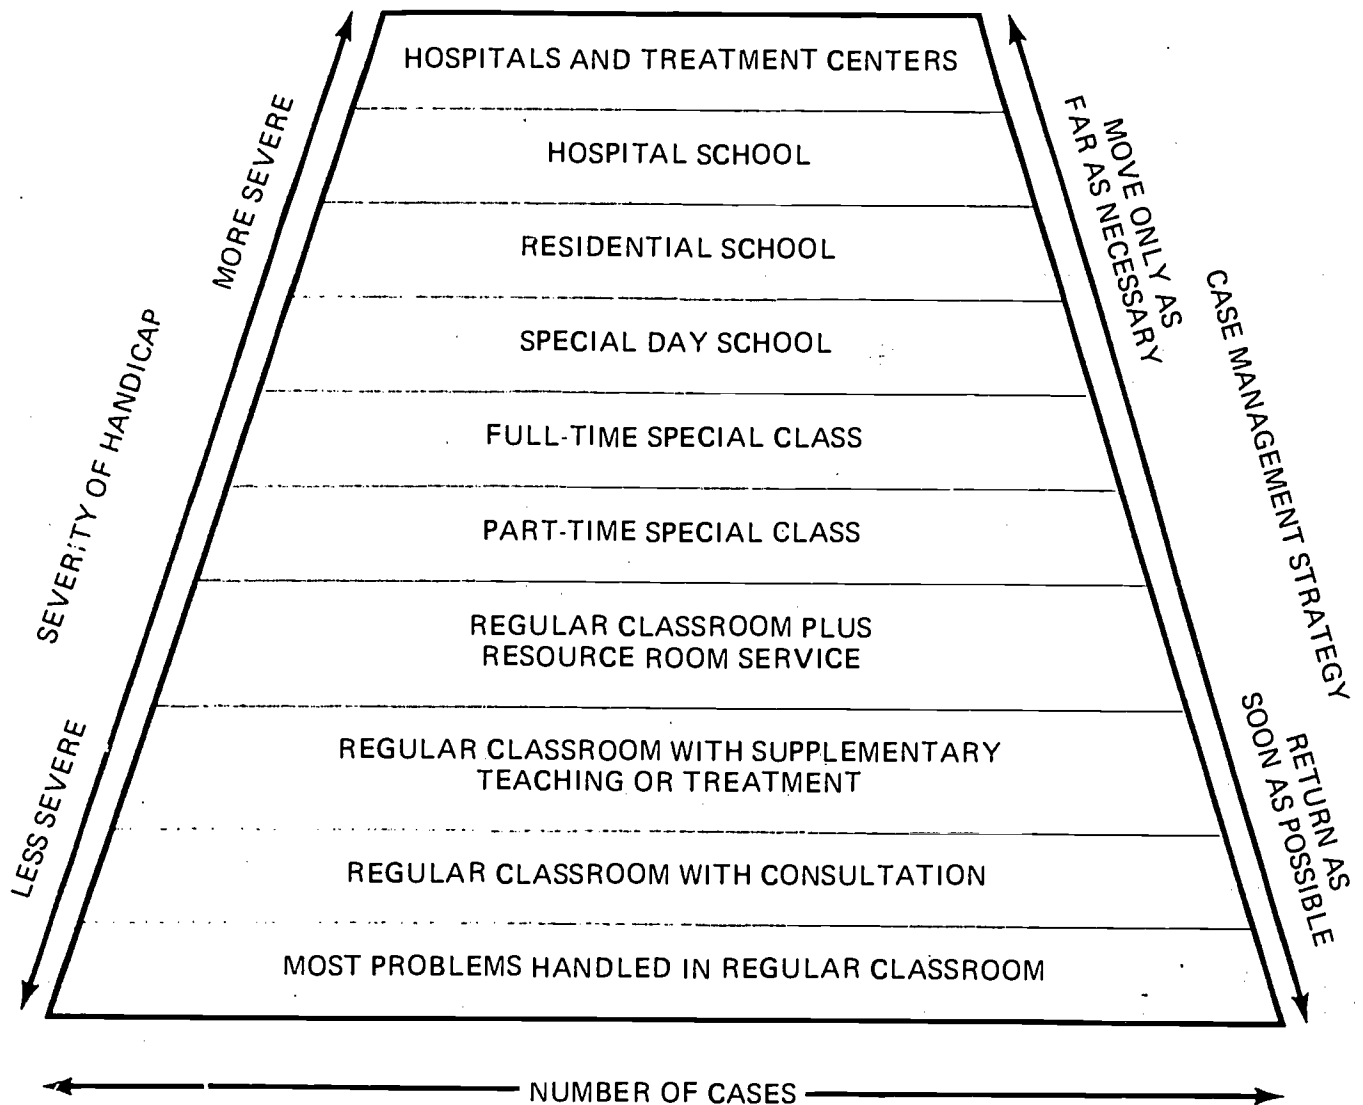 HOSPITALS AND TREATMENT CENTERS
HOSPITAL SCHOOL
RESIDENTIAL SCHOOL
SPECIAL DAY SCHOOL
FULL-TIME SPECIAL CLASS
PART-TIME SPECIAL CLASS
REGULAR CLASSROOM PLUS
RESOURCE ROOM SERVICE
REGULAR CLASSROOM WITH SUPPLEMENTARY
TEACHING OR TREATMENT
REGULAR CLASSROOM WITH CONSULTATION
MOST PROBLEMS HANDLED IN REGULAR CLASSROOM
MORE SEVERE
SEVERITY OF HANDICAP
LESS SEVERE
MOVE ONLY AS
FAR AS NECESSARY
CASE MANAGEMENT STRATEGY
RETURN AS
SOON AS POSSIBLE
NUMBER OF CASES